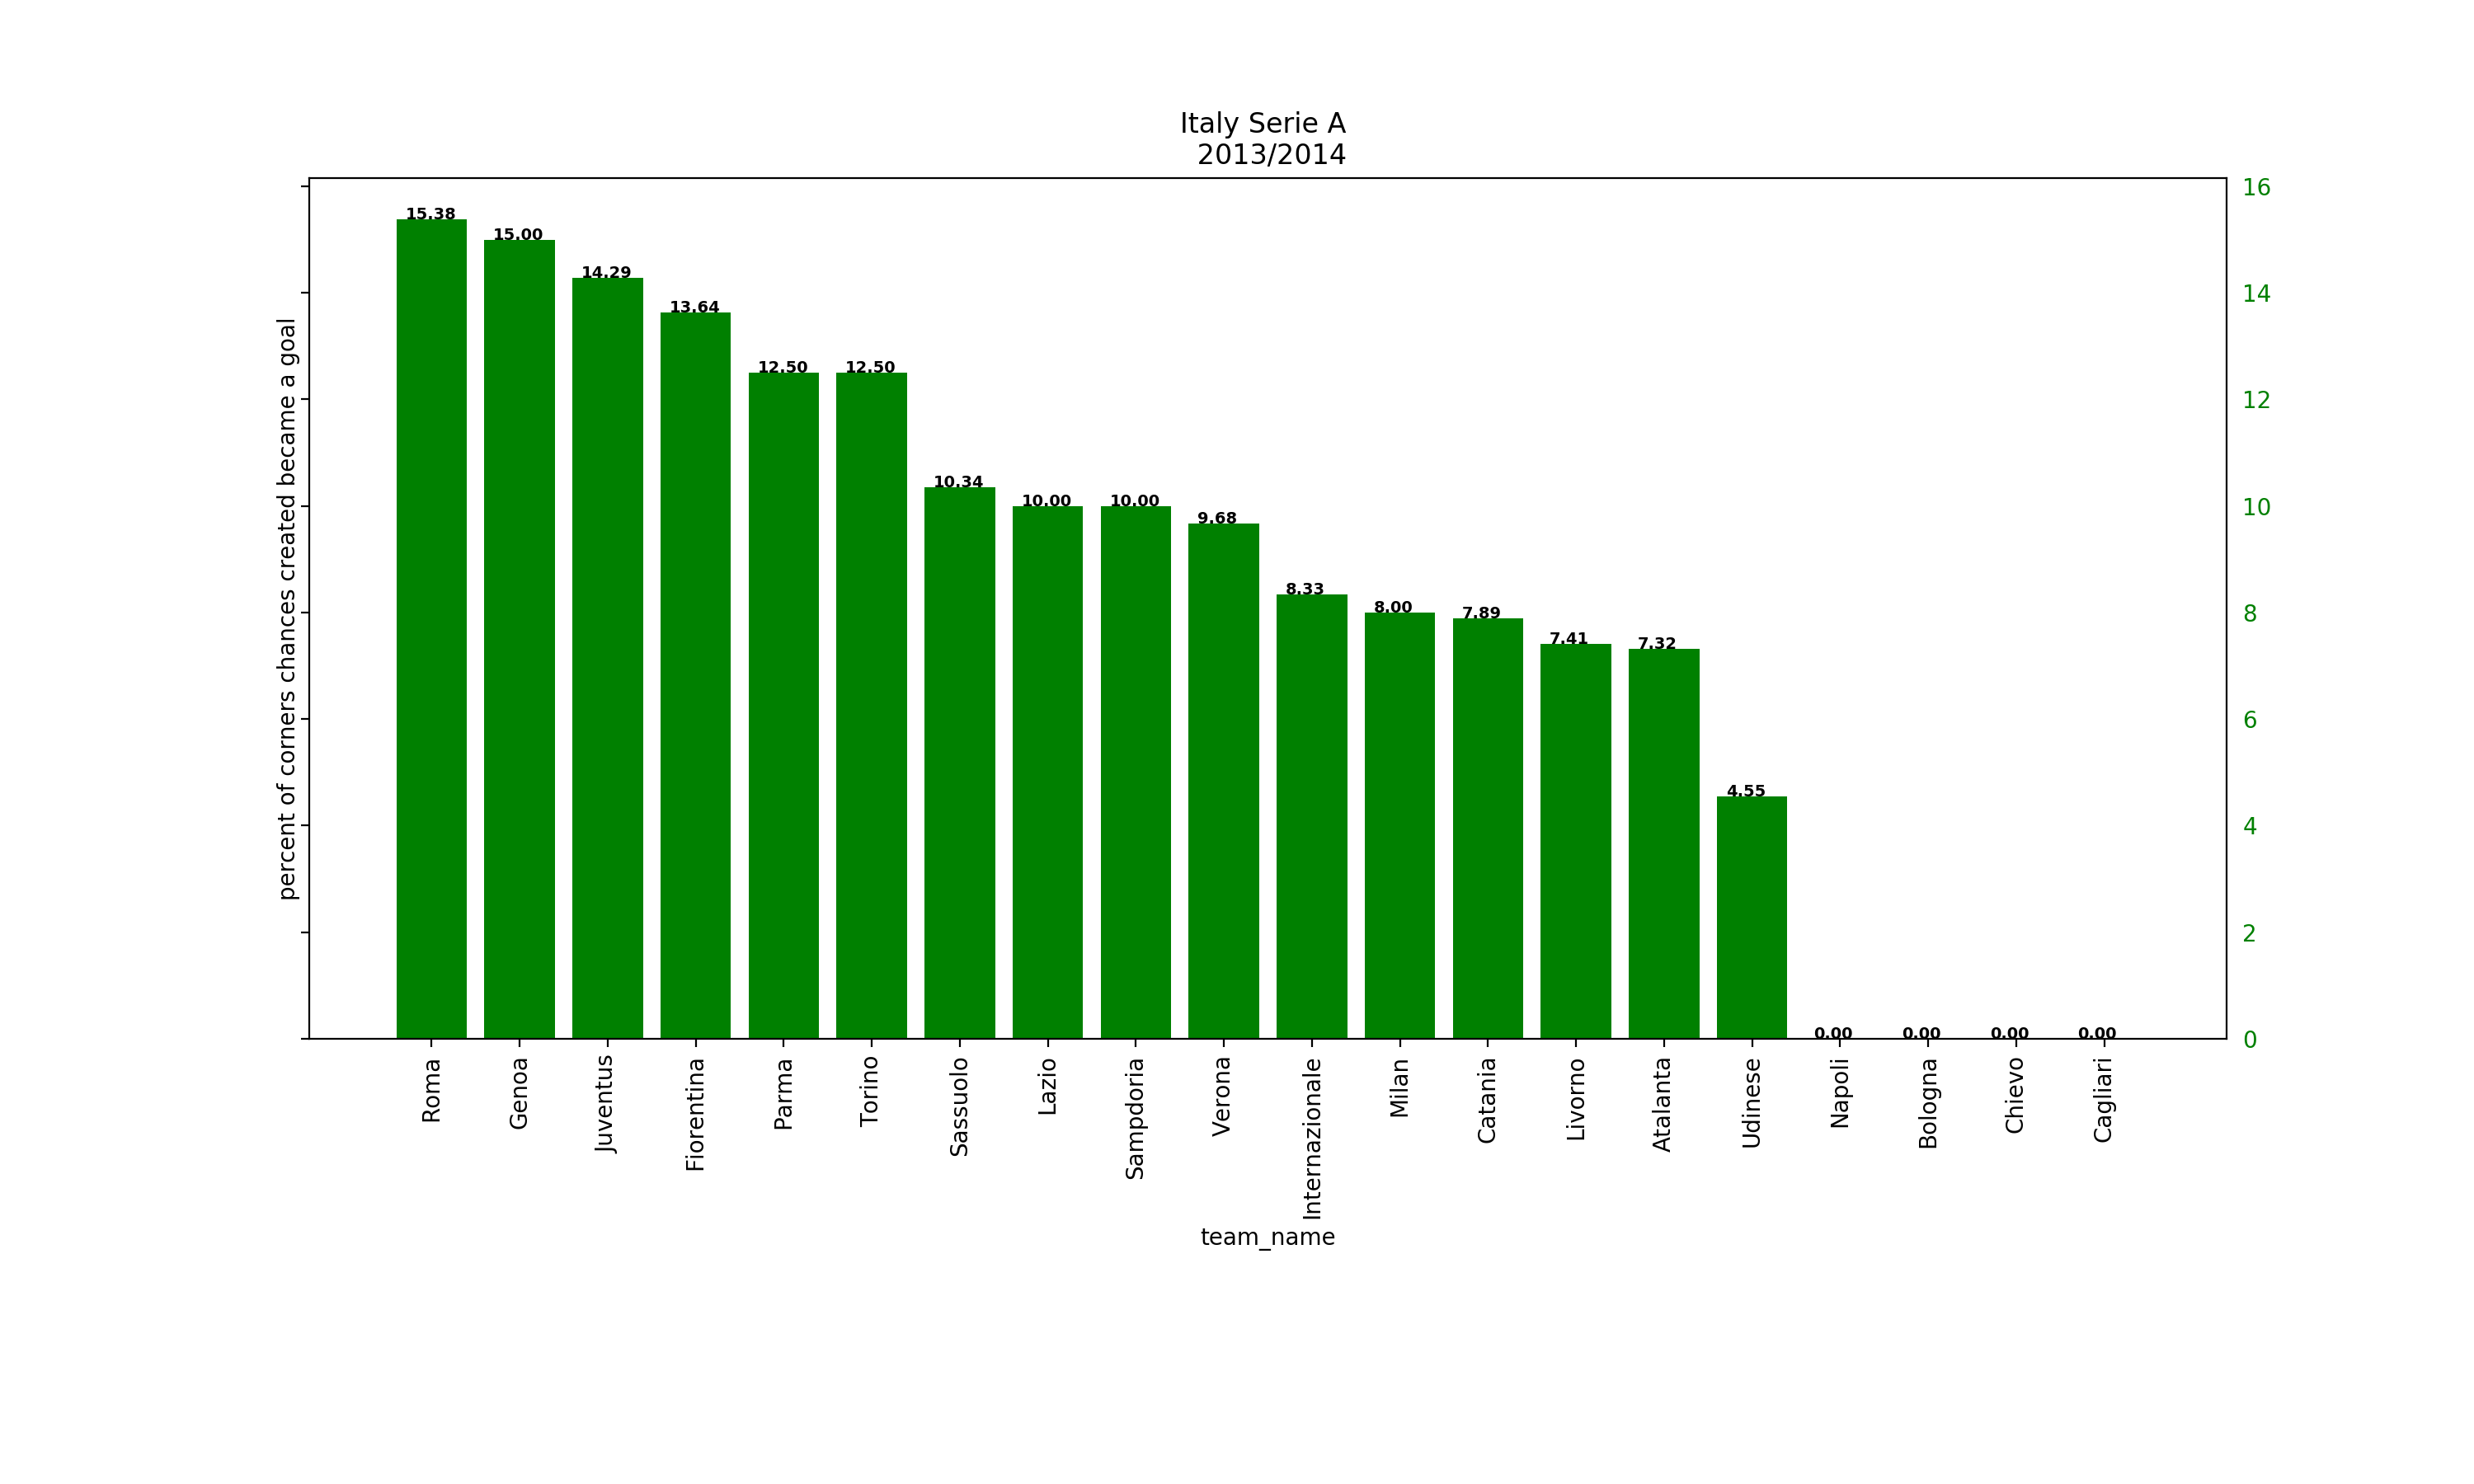 Italy Serie A
2013/2014
percent of corners chances created became a goal
16
14
12
10
8
6
4
2
0
15.38
15.00
14.29
13.64
12.50
12.50
10.34
10.00
10.00
9.68
8.33
8.00
7.89
7.41
7.32
4.55
0.00
0.00
0.00
0.00
Roma
Genoa
Juventus
Fiorentina
Parma
Torino
Sassuolo
Lazio
Sampdoria
Verona
Internazionale
Milan
Catania
Livorno
Atalanta
Udinese
Napoli
Bologna
Chievo
Cagliari
team_name